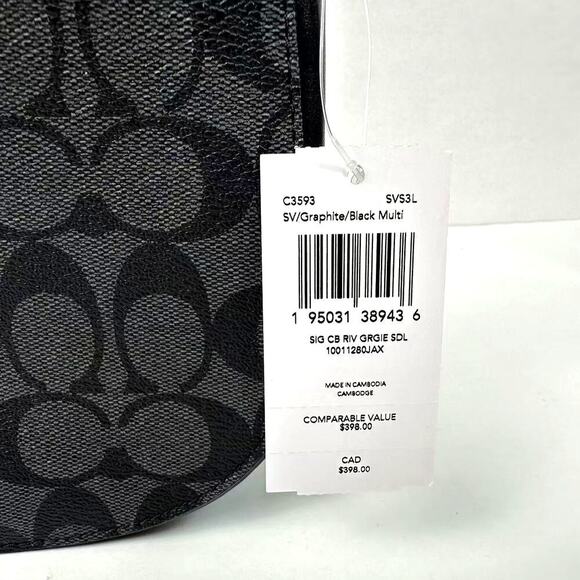 C3593 SVS3L
SV/Graphite/Black Multi
1 95031 38943 6
SIG CB RIV GRGIE SDL
10011280JAX
MADE IN CAMBODIA
CAMBODGE
COMPARABLE VALUE
$398.00
CAD
$398.00